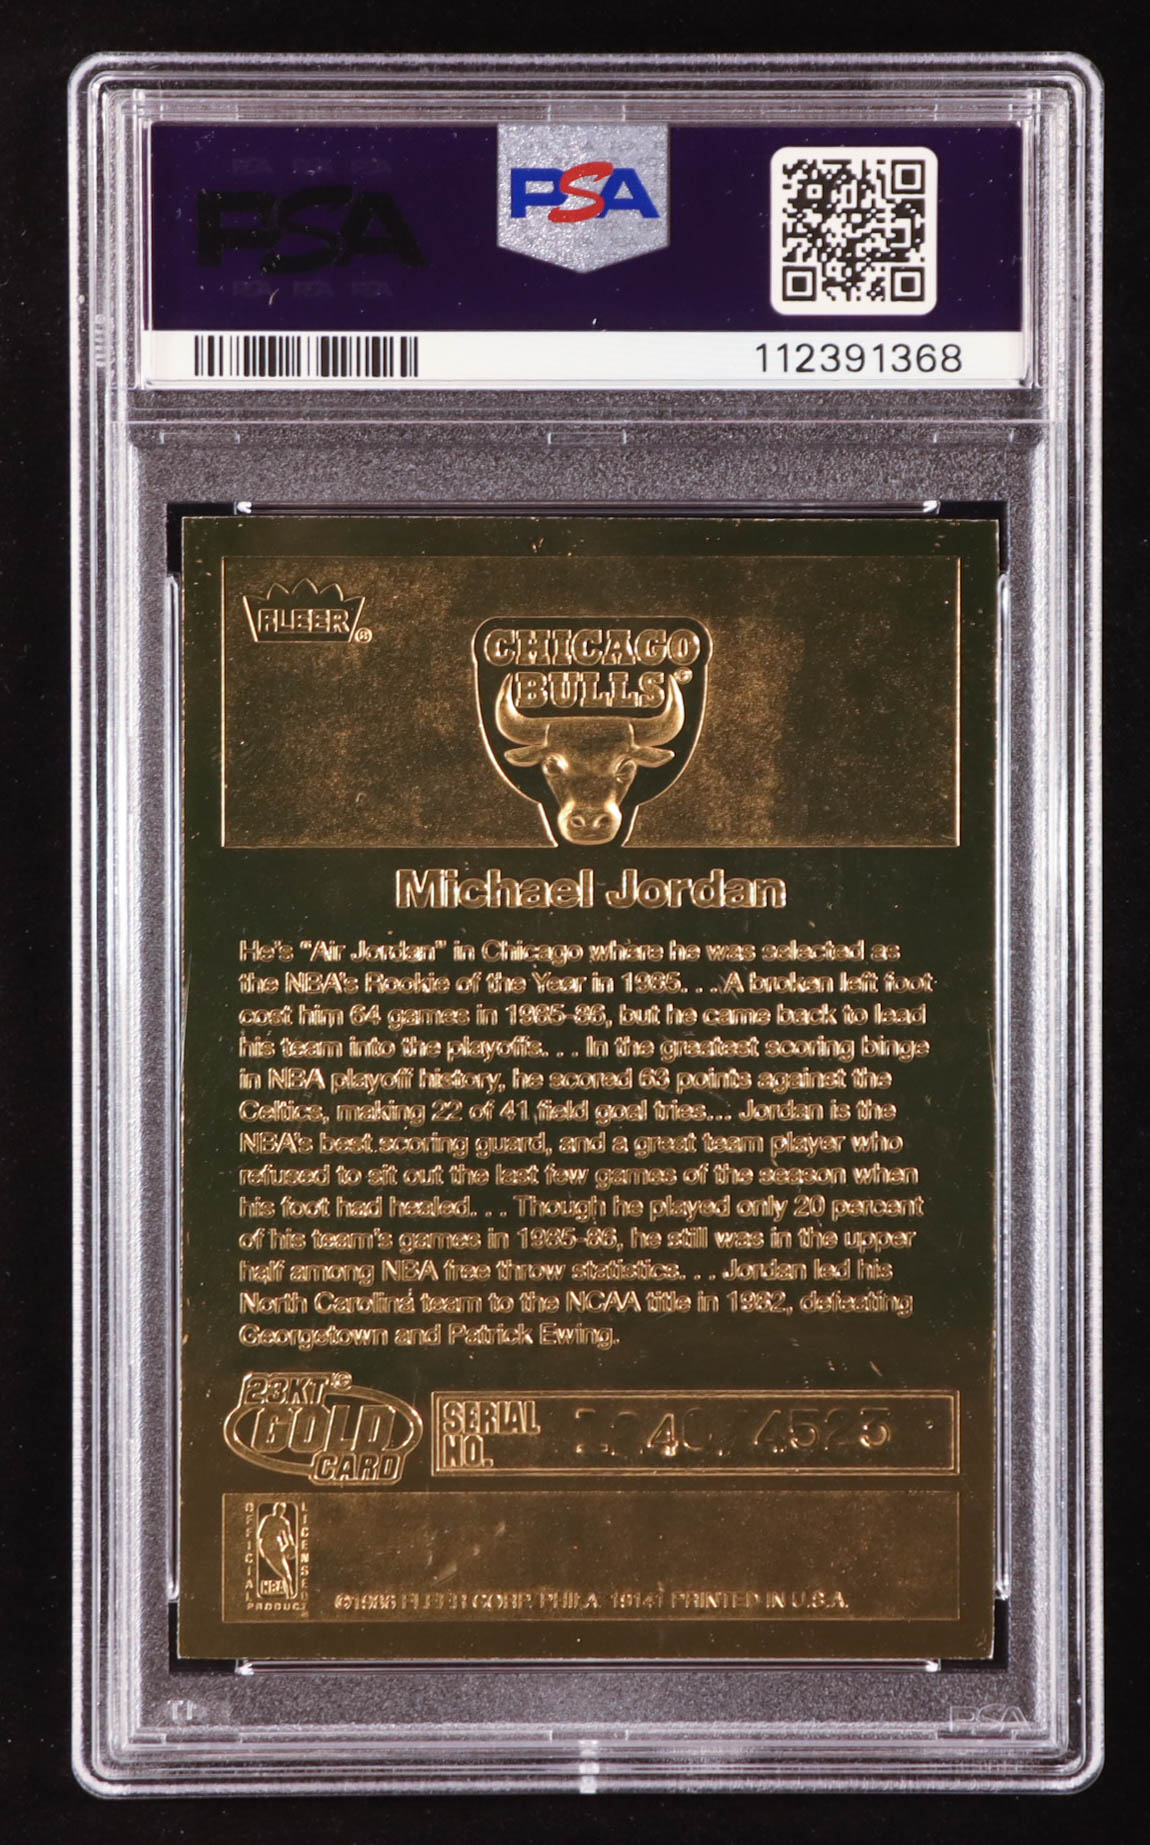 PSA
PSA
112391368
FLEER®
CHICAGO
BULLS©
Michael Jordan
He's "Air Jordan" in Chicago where he was selected as
the NBA's Rookie of the Year in 1985. . . A broken left foot
cost him 64 games in 1985-86, but he came back to lead
his team into the playoffs. . . In the greatest scoring binge
in NBA playoff history, he scored 63 points against the
Celtics, making 22 of 41 field goal tries... Jordan is the
NBA's best scoring guard, and a great team player who
refused to sit out the last few games of the season when
his foot had healed. . . Though he played only 20 percent
of his team's games in 1985-86, he still was in the upper
half among NBA free throw statistics. . . Jordan led his
North Carolina team to the NCAA title in 1982, defeating
Georgetown and Patrick Ewing.
23KT
GOLD
CARD
SERIAL
NO.
OFFICIAL
LICENSED
NBA
PRODUCT
©1986 FLEER CORP. PHILA. 19141 PRINTED IN U.S.A.
PSA